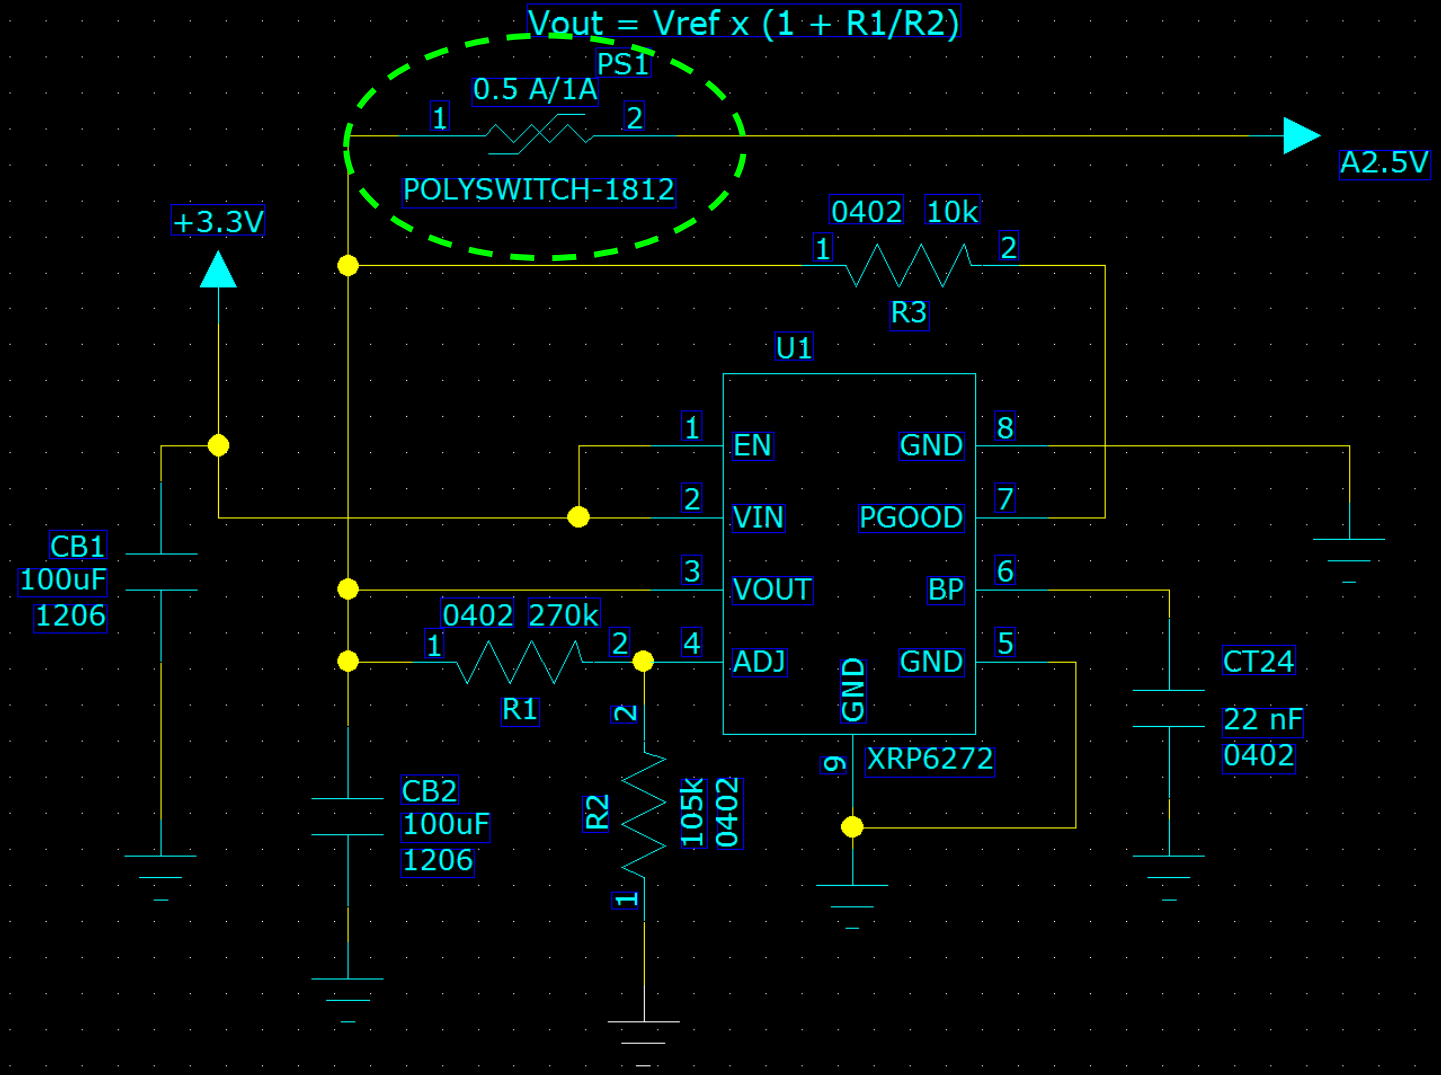 Vout = Vref x (1 + R1/R2)
PS1
0.5 A/1A
1
2
POLYSWITCH-1812
A2.5V
+3.3V
0402 10k
1
2
R3
U1
1
EN
GND
8
2
VIN
PGOOD
7
3
VOUT
BP
6
4
ADJ
GND
5
GND
9
XRP6272
CB1
100uF
1206
0402 270k
1
2
R1
2
R2
105k
0402
1
CB2
100uF
1206
CT24
22 nF
0402